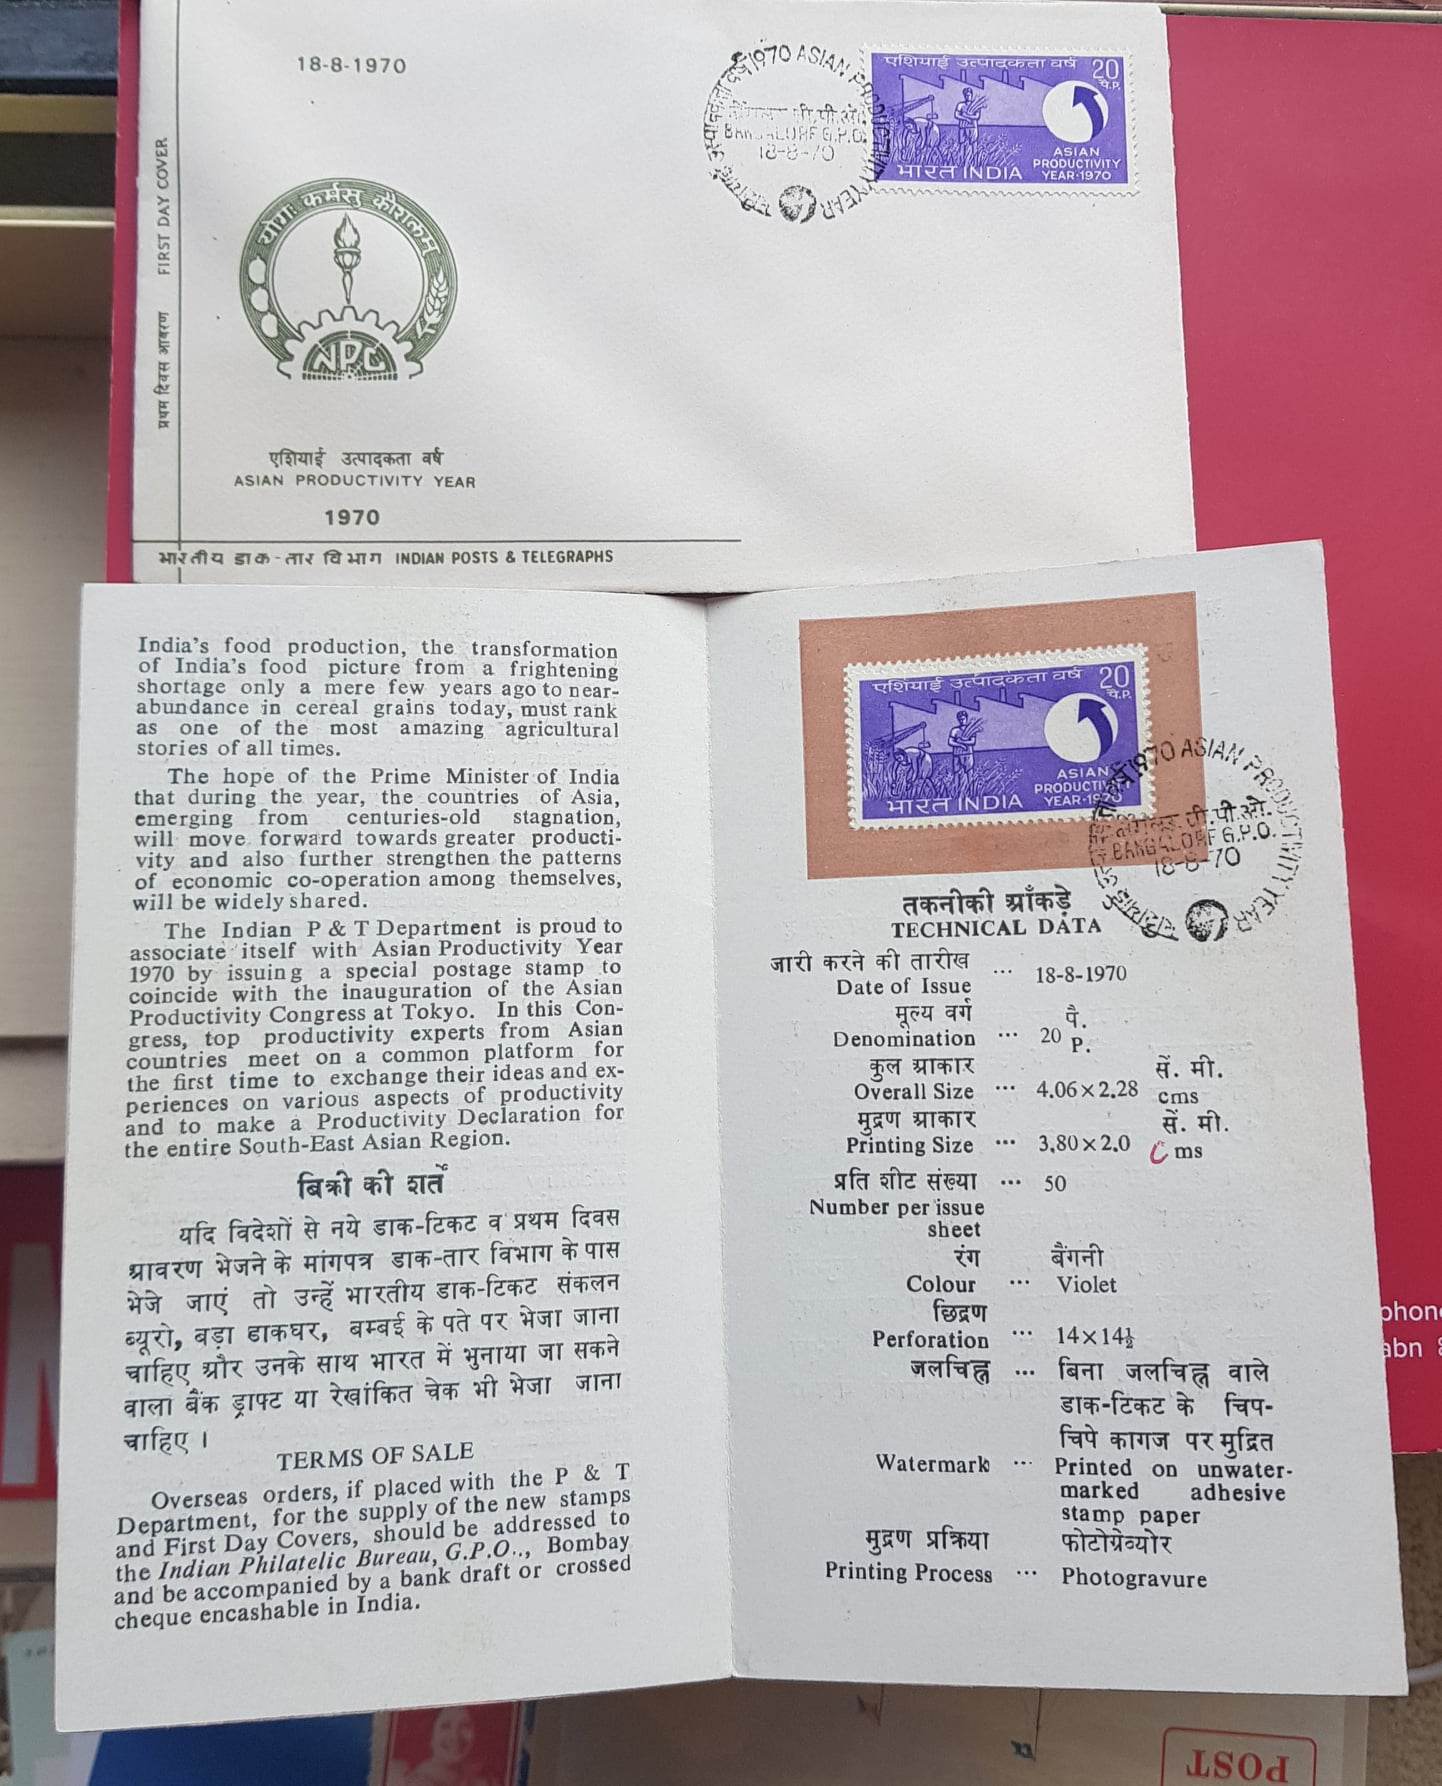 18-8-1970
1970 ASIAN PRODUCTIVITY YEAR
BANGALORE G.P.O.
18-8-70
एशियाई उत्पादकता वर्ष 20
पै.P.
ASIAN
PRODUCTIVITY
भारत INDIA YEAR·1970
प्रथम दिवस आवरण FIRST DAY COVER
योगः कर्मसु कौशलम्
NPC
एशियाई उत्पादकता वर्ष
ASIAN PRODUCTIVITY YEAR
1970
भारतीय डाक-तार विभाग INDIAN POSTS & TELEGRAPHS
India's food production, the transformation
of India's food picture from a frightening
shortage only a mere few years ago to near-
abundance in cereal grains today, must rank
as one of the most amazing agricultural
stories of all times.
The hope of the Prime Minister of India
that during the year, the countries of Asia,
emerging from centuries-old stagnation,
will move forward towards greater producti-
vity and also further strengthen the patterns
of economic co-operation among themselves,
will be widely shared.
The Indian P & T Department is proud to
associate itself with Asian Productivity Year
1970 by issuing a special postage stamp to
coincide with the inauguration of the Asian
Productivity Congress at Tokyo. In this Con-
gress, top productivity experts from Asian
countries meet on a common platform for
the first time to exchange their ideas and ex-
periences on various aspects of productivity
and to make a Productivity Declaration for
the entire South-East Asian Region.
बिक्री की शर्तें
यदि विदेशों से नये डाक-टिकट व प्रथम दिवस
आवरण भेजने के मांगपत्र डाक-तार विभाग के पास
भेजे जाएं तो उन्हें भारतीय डाक-टिकट संकलन
ब्यूरो, बड़ा डाकघर, बम्बई के पते पर भेजा जाना
चाहिए और उनके साथ भारत में भुनाया जा सकने
वाला बैंक ड्राफ्ट या रेखांकित चेक भी भेजा जाना
चाहिए ।
TERMS OF SALE
Overseas orders, if placed with the P & T
Department, for the supply of the new stamps
and First Day Covers, should be addressed to
the Indian Philatelic Bureau, G.P.O.., Bombay
and be accompanied by a bank draft or crossed
cheque encashable in India.
एशियाई उत्पादकता वर्ष 20
पै.P.
ASIAN
PRODUCTIVITY
भारत INDIA YEAR·1970
1970 ASIAN PRODUCTIVITY YEAR
BANGALORE G.P.O.
18-8-70
तकनीकी आँकड़े
TECHNICAL DATA
जारी करने की तारीख
Date of Issue ... 18-8-1970
मूल्य वर्ग पै.
Denomination ... 20 P.
कुल आकार सें. मी.
Overall Size ... 4.06×2.28 cms
मुद्रण आकार सें. मी.
Printing Size ... 3.80×2.0 Cms
प्रति शीट संख्या ... 50
Number per issue
sheet
रंग बैंगनी
Colour ... Violet
छिद्रण
Perforation ... 14×14½
जलचिह्न ... बिना जलचिह्न वाले
डाक-टिकट के चिप-
चिपे कागज पर मुद्रित
Watermark ... Printed on unwater-
marked adhesive
stamp paper
मुद्रण प्रक्रिया फोटोग्रेव्योर
Printing Process ... Photogravure
phon
abn
POST